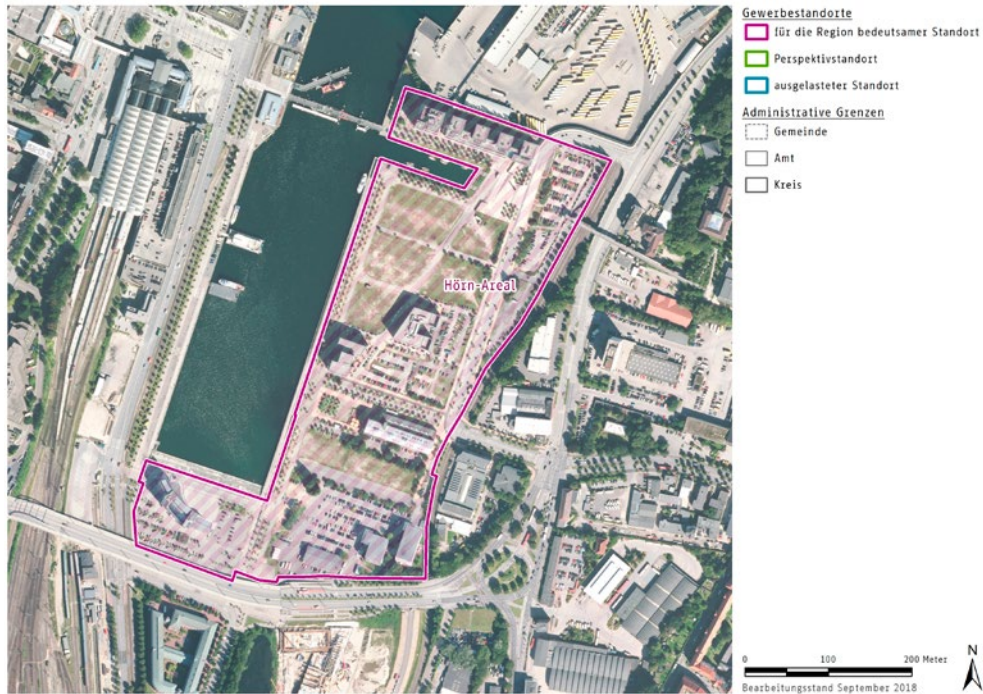 Gewerbestandorte
für die Region bedeutsamer Standort
Perspektivstandort
ausgelasteter Standort
Administrative Grenzen
Gemeinde
Amt
Kreis
Hörn-Areal
0 100 200 Meter
N
Bearbeitungsstand September 2018